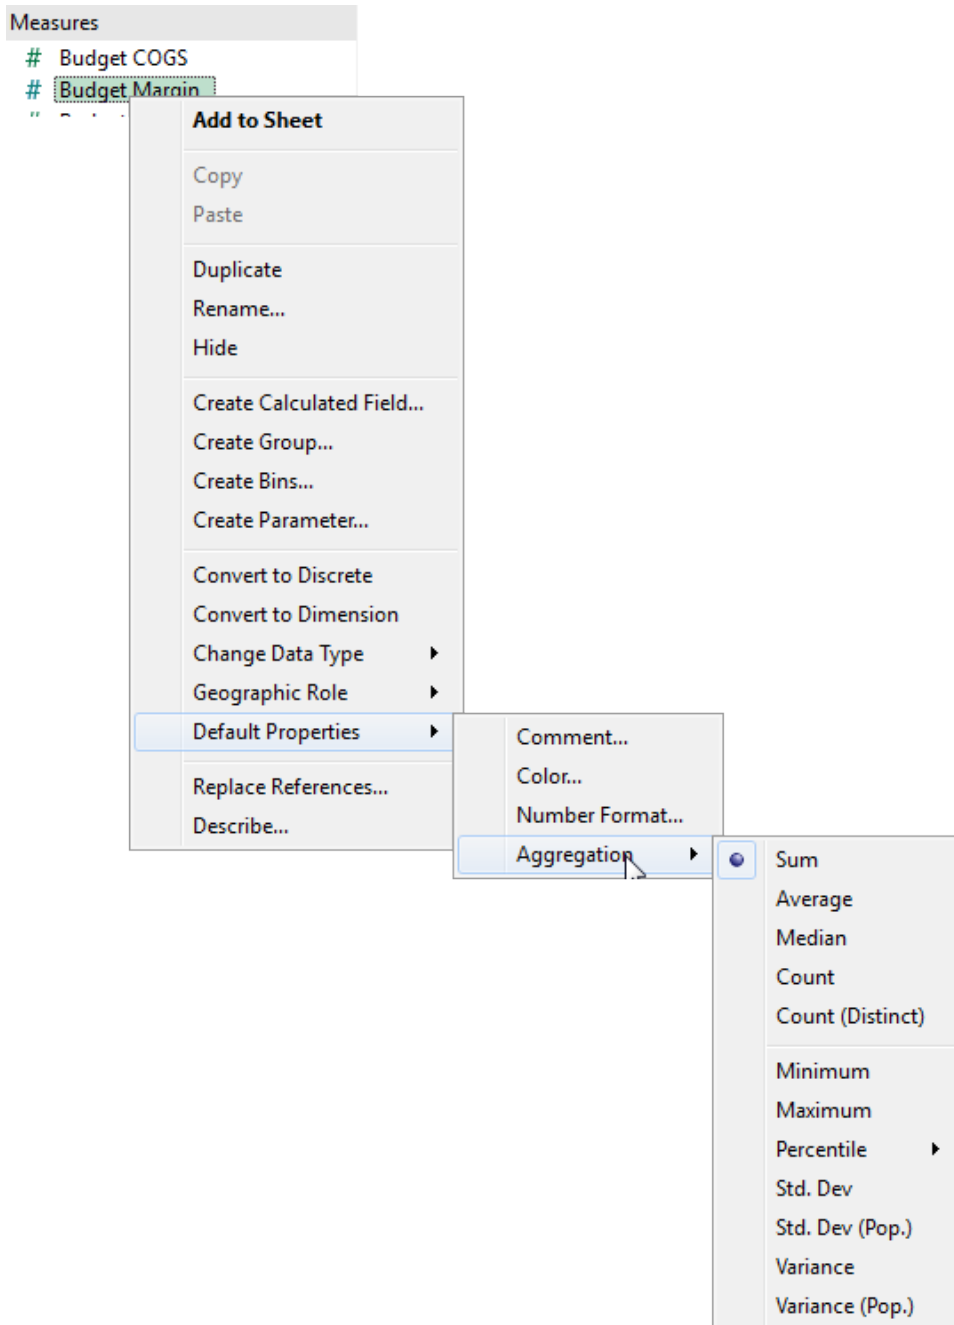 Measures
# Budget COGS
# Budget Margin
Add to Sheet
Copy
Paste
Duplicate
Rename...
Hide
Create Calculated Field...
Create Group...
Create Bins...
Create Parameter...
Convert to Discrete
Convert to Dimension
Change Data Type
Geographic Role
Default Properties
Replace References...
Describe...
Comment...
Color...
Number Format...
Aggregation
Sum
Average
Median
Count
Count (Distinct)
Minimum
Maximum
Percentile
Std. Dev
Std. Dev (Pop.)
Variance
Variance (Pop.)